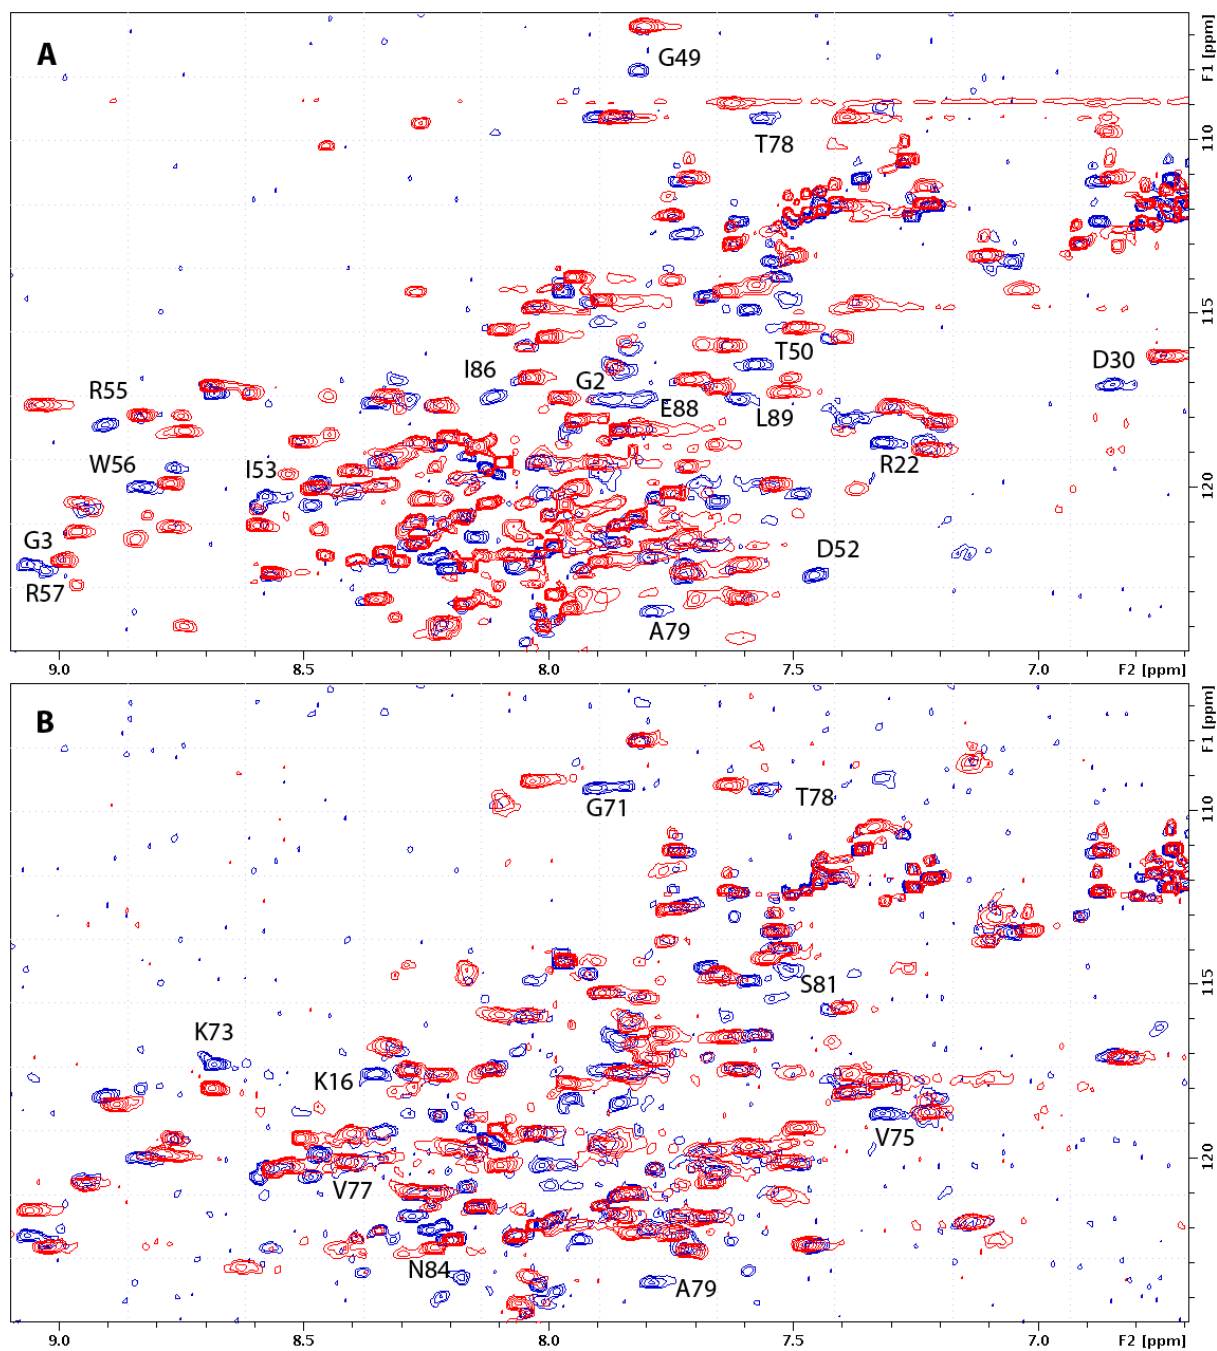 A
G49
T78
F1 [ppm]
110
115
120
T50
D30
I86
G2
R55
E88
L89
R22
W56
I53
G3
D52
R57
A79
9.0 8.5 8.0 7.5 7.0 F2 [ppm]
B
G71
T78
F1 [ppm]
110
115
120
S81
K73
K16
V75
V77
N84
A79
9.0 8.5 8.0 7.5 7.0 F2 [ppm]